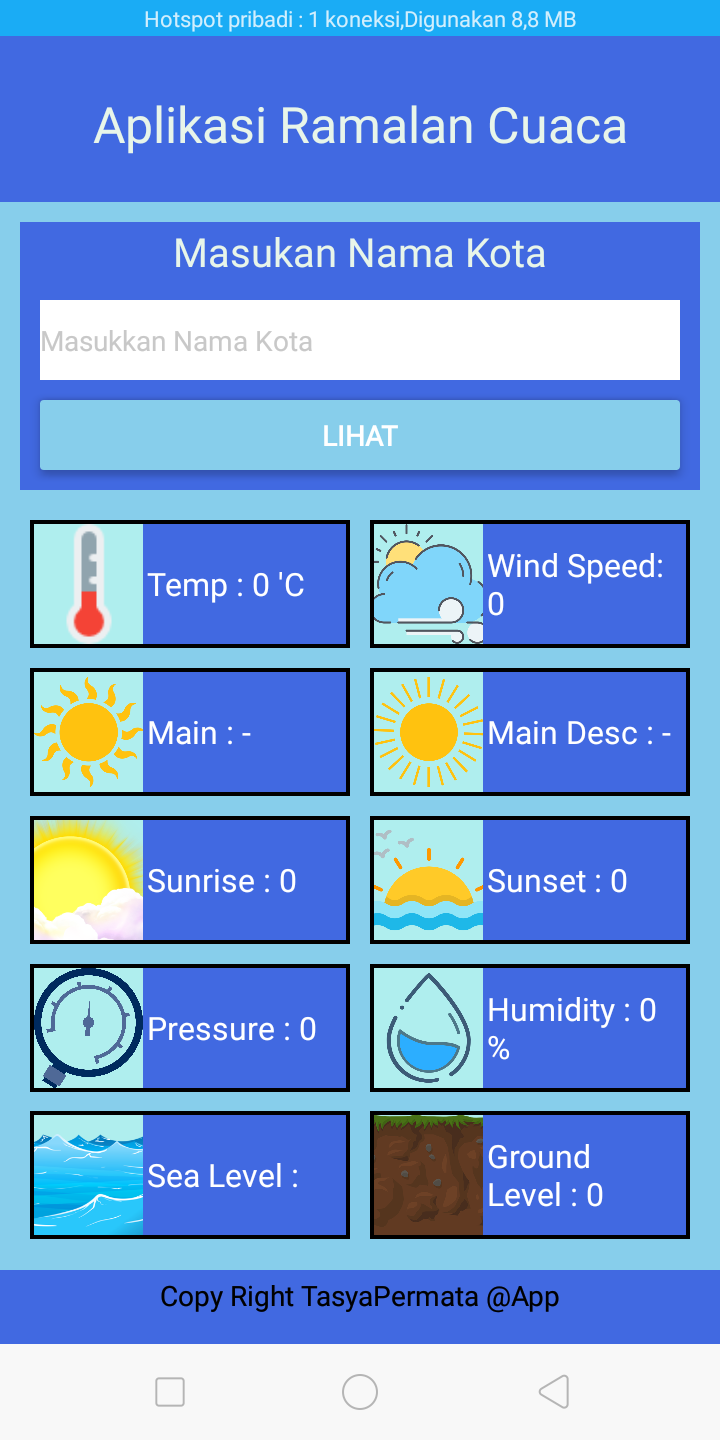 Hotspot pribadi : 1 koneksi,Digunakan 8,8 MB
Aplikasi Ramalan Cuaca
Masukan Nama Kota
Masukkan Nama Kota
LIHAT
Temp : 0 'C
Wind Speed:
0
Main : -
Main Desc : -
Sunrise : 0
Sunset : 0
Pressure : 0
Humidity : 0
%
Sea Level :
Ground
Level : 0
Copy Right TasyaPermata @App